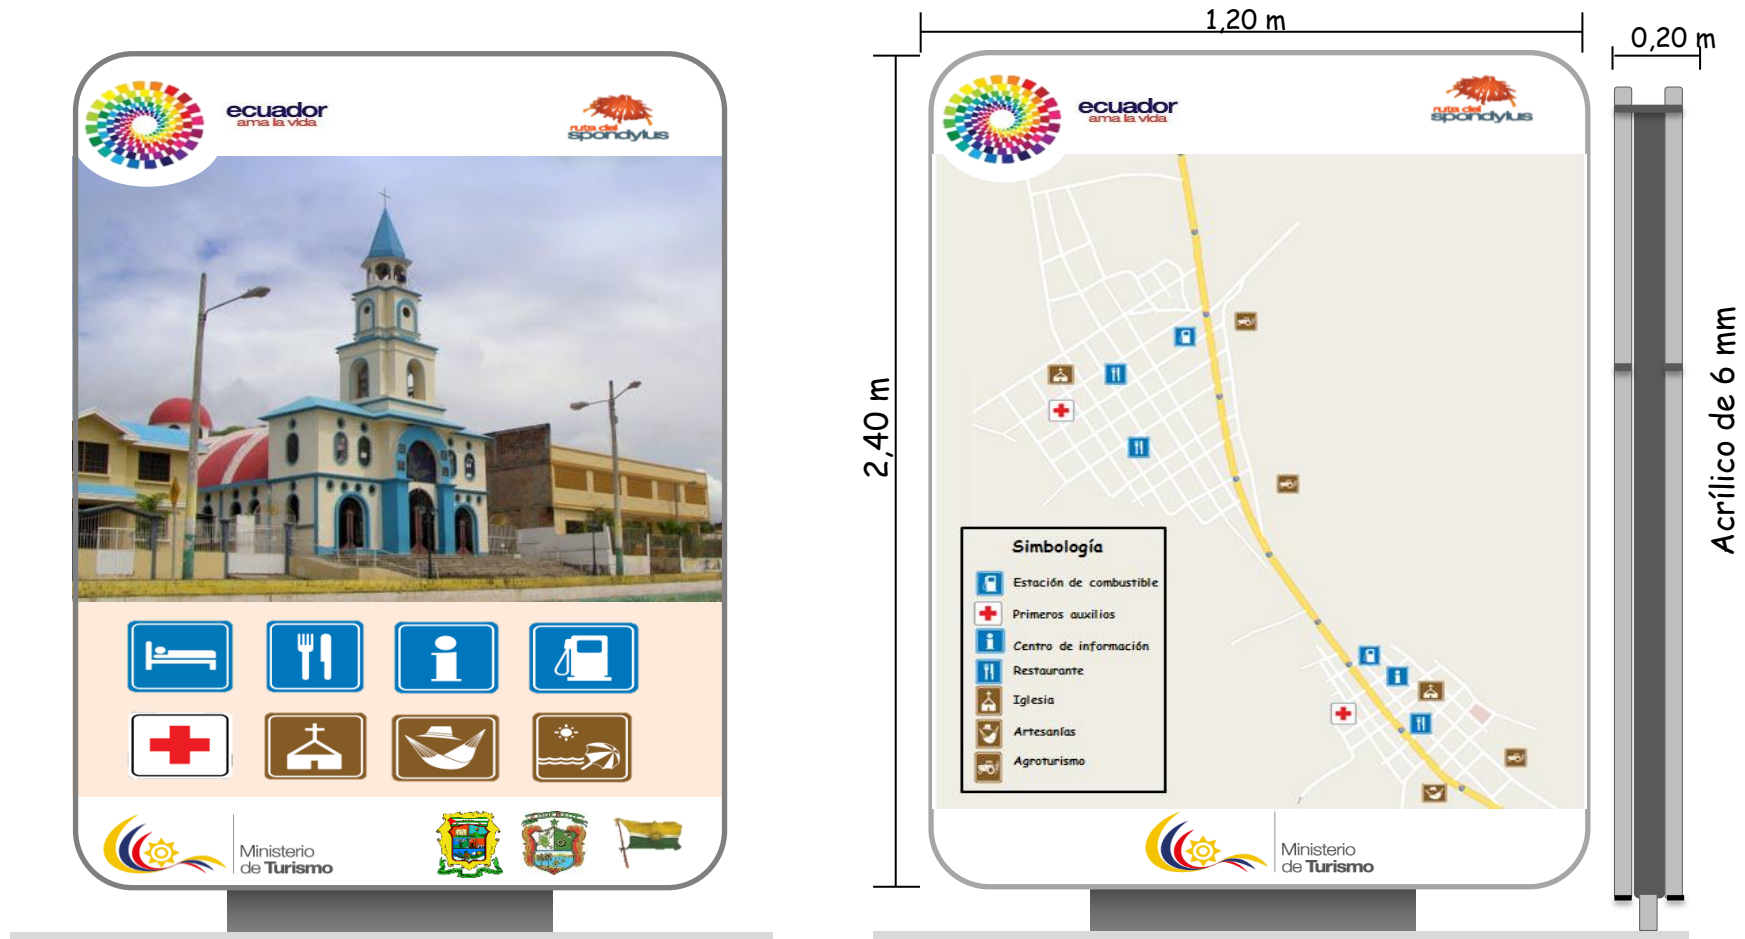 ecuador
ama la vida
ruta del
spondylus
Ministerio
de Turismo
1,20 m
0,20 m
2,40 m
ecuador
ama la vida
ruta del
spondylus
Simbología
Estación de combustible
Primeros auxilios
Centro de información
Restaurante
Iglesia
Artesanías
Agroturismo
Ministerio
de Turismo
Acrílico de 6 mm